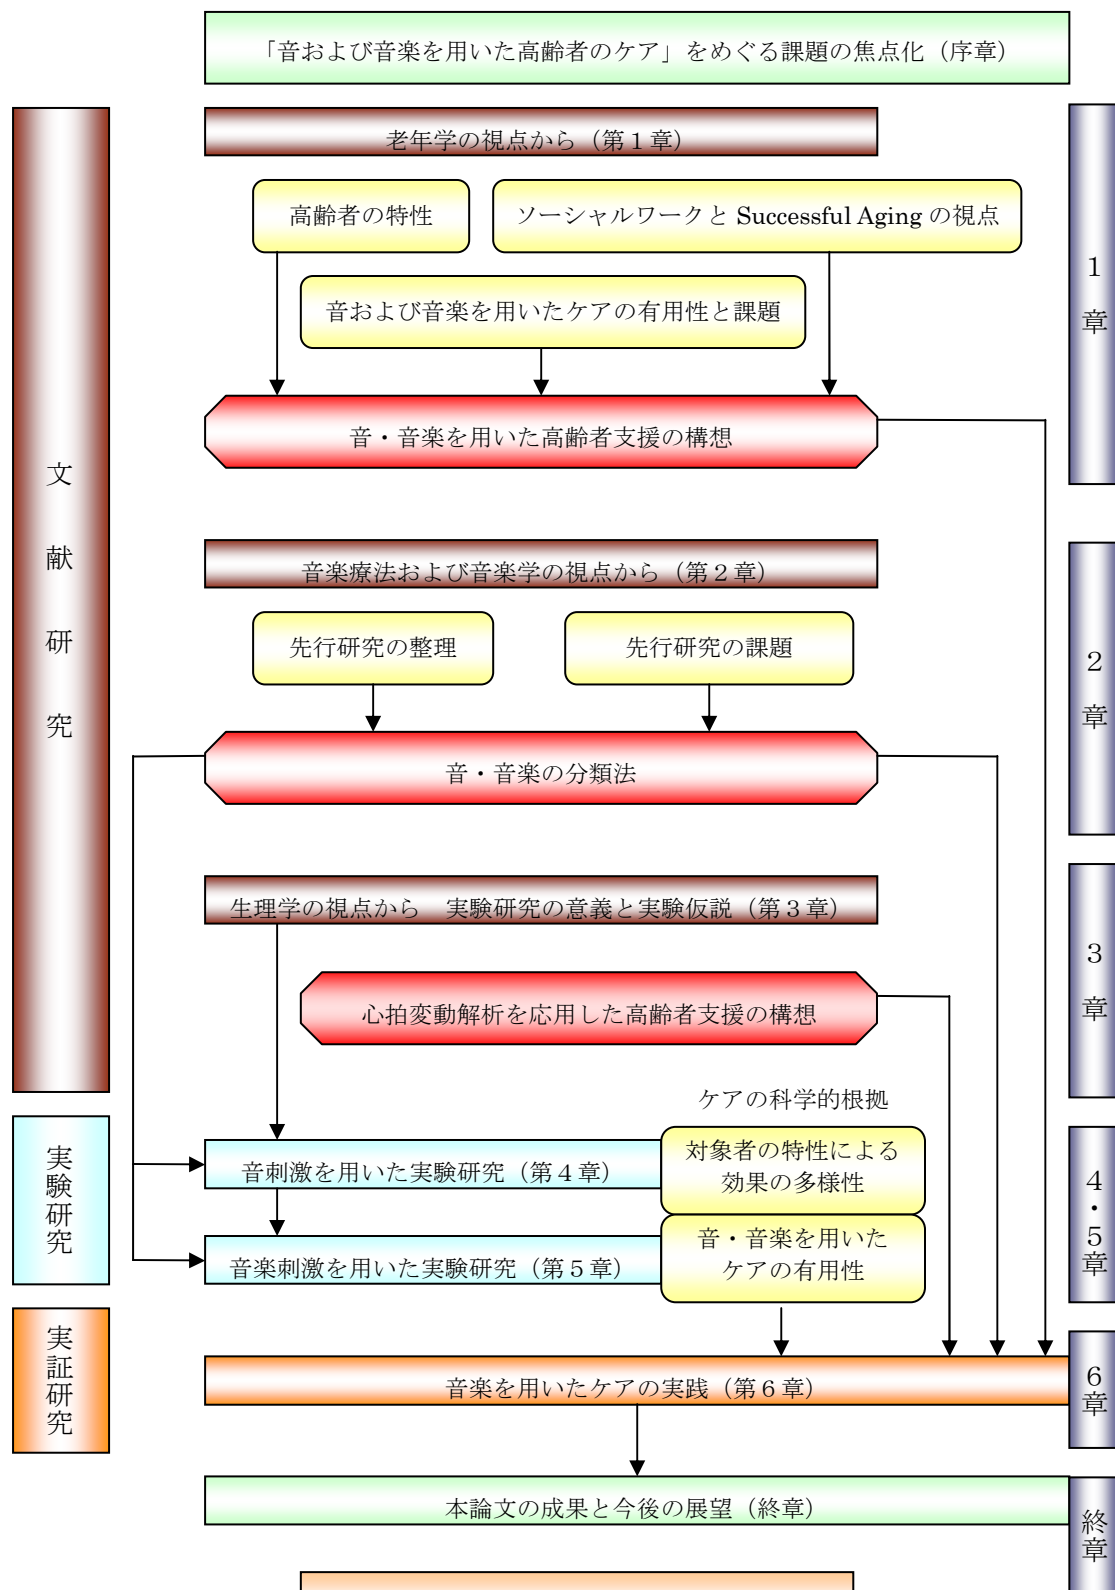 「音および音楽を用いた高齢者のケア」をめぐる課題の焦点化（序章）
文献研究
老年学の視点から（第１章）
１章
高齢者の特性
ソーシャルワークと Successful Aging の視点
音および音楽を用いたケアの有用性と課題
音・音楽を用いた高齢者支援の構想
音楽療法および音楽学の視点から（第２章）
２章
先行研究の整理
先行研究の課題
音・音楽の分類法
生理学の視点から　実験研究の意義と実験仮説（第３章）
３章
心拍変動解析を応用した高齢者支援の構想
ケアの科学的根拠
実験研究
音刺激を用いた実験研究（第４章）
対象者の特性による
効果の多様性
４・５章
音楽刺激を用いた実験研究（第５章）
音・音楽を用いた
ケアの有用性
実証研究
音楽を用いたケアの実践（第６章）
６章
本論文の成果と今後の展望（終章）
終章